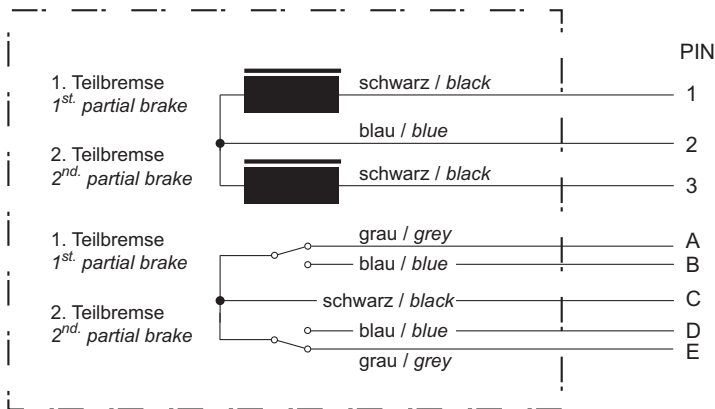 PIN
1. Teilbremse
1st. partial brake
schwarz / black
1
blau / blue
2
2. Teilbremse
2nd. partial brake
schwarz / black
3
1. Teilbremse
1st. partial brake
grau / grey
A
blau / blue
B
schwarz / black
C
2. Teilbremse
2nd. partial brake
blau / blue
D
grau / grey
E